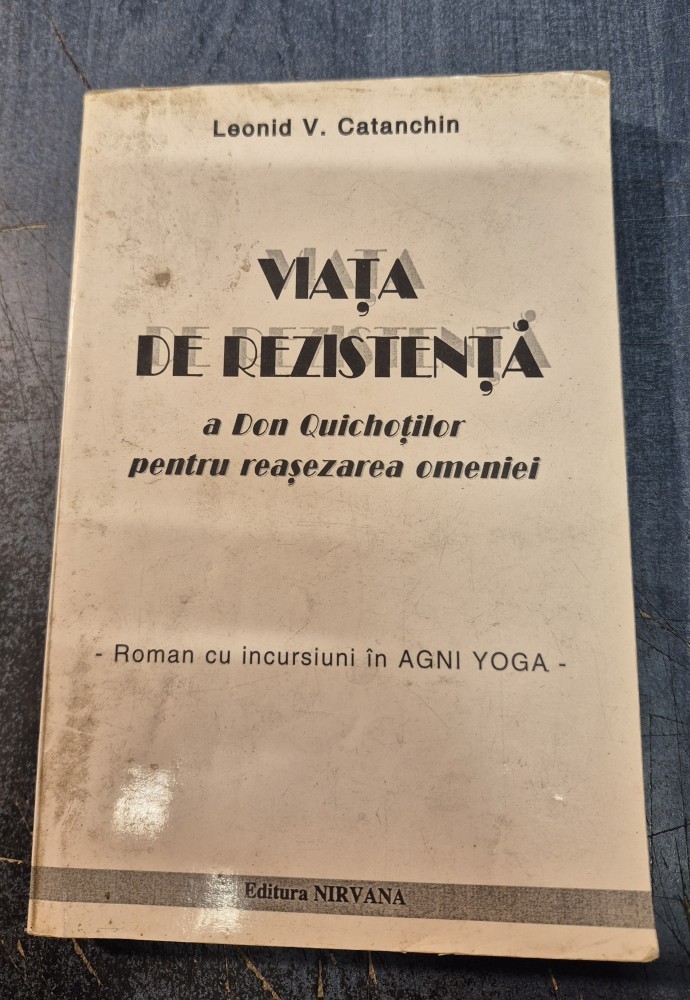 Leonid V. Catanchin
VIAȚA
DE REZISTENȚĂ
a Don Quichoților
pentru reașezarea omeniei
- Roman cu incursiuni în AGNI YOGA -
Editura NIRVANA